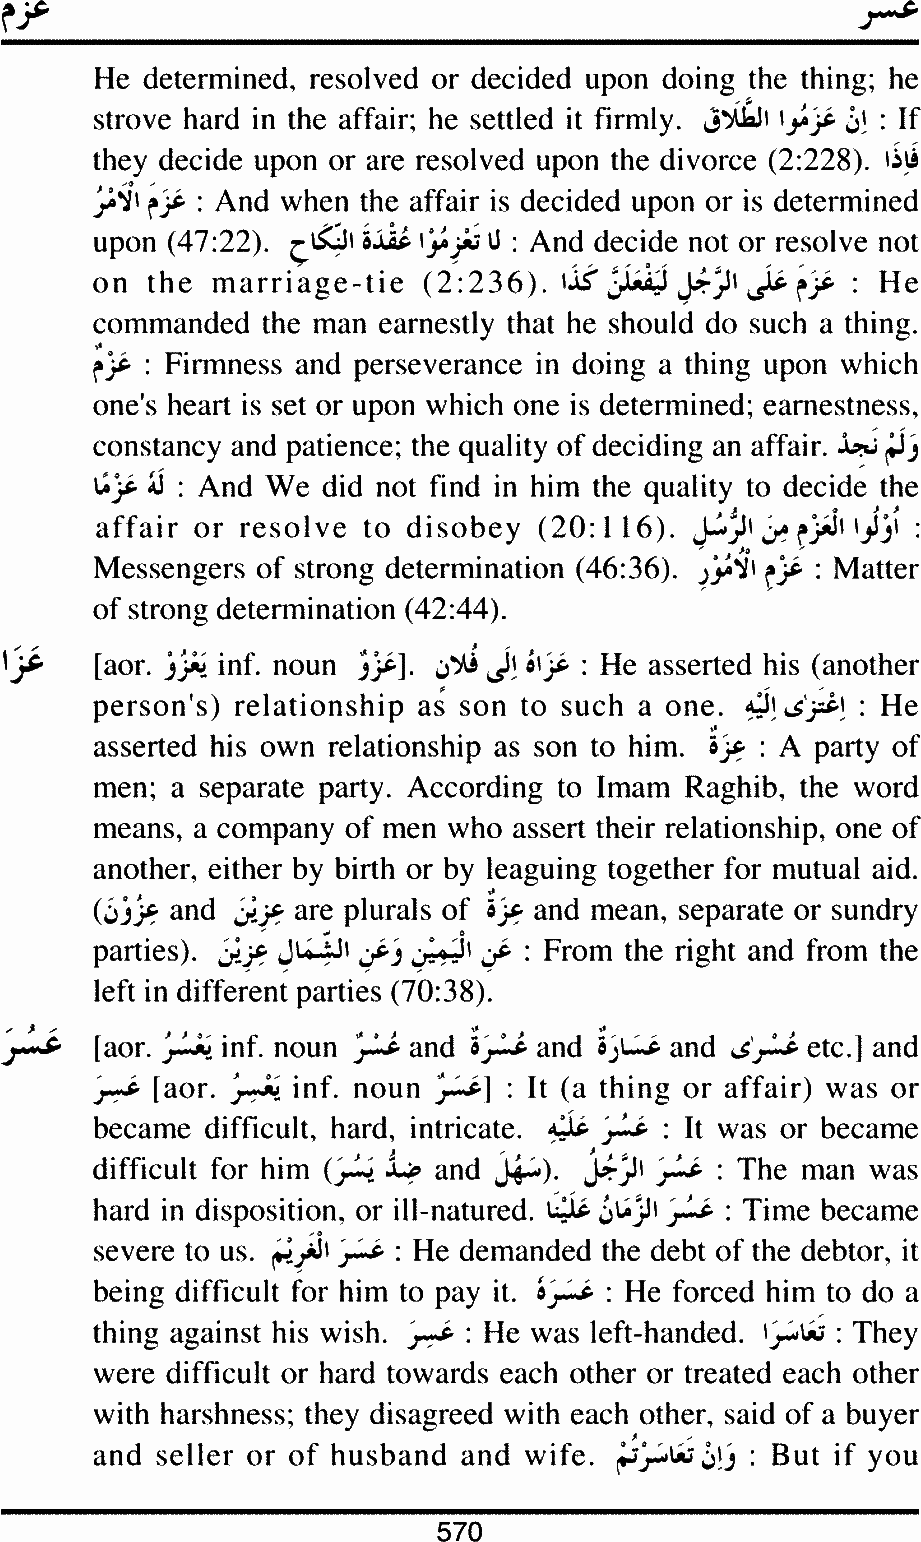 عزم عسر
He determined, resolved or decided upon doing the thing; he
strove hard in the affair; he settled it firmly. اِنْ عَزَمُوا الطَّلَاقَ : If
they decide upon or are resolved upon the divorce (2:228). فَاِذَا
عَزَمَ الْاَمْرُ : And when the affair is decided upon or is determined
upon (47:22). لَا تَعْزِمُوْا عُقْدَةَ النِّكَاحِ : And decide not or resolve not
on the marriage-tie (2:236). عَزَمَ عَلَى الرَّجُلِ لَيَفْعَلَنَّ كَذَا : He
commanded the man earnestly that he should do such a thing.
عَزْمٌ : Firmness and perseverance in doing a thing upon which
one's heart is set or upon which one is determined; earnestness,
constancy and patience; the quality of deciding an affair. وَلَمْ نَجِدْ
لَهٗ عَزْمًا : And We did not find in him the quality to decide the
affair or resolve to disobey (20:116). اُوْلُوا الْعَزْمِ مِنَ الرُّسُلِ :
Messengers of strong determination (46:36). عَزْمِ الْاُمُوْرِ : Matter
of strong determination (42:44).
عَزَا [aor. يَعْزُوْ inf. noun عَزْوٌ]. عَزَاهُ اِلَى فُلَانٍ : He asserted his (another
person's) relationship as son to such a one. اِعْتَزٰى اِلَيْهِ : He
asserted his own relationship as son to him. عِزَةٌ : A party of
men; a separate party. According to Imam Raghib, the word
means, a company of men who assert their relationship, one of
another, either by birth or by leaguing together for mutual aid.
(عِزُوْنَ and عِزِيْنَ are plurals of عِزَةٌ and mean, separate or sundry
parties). عَنِ الْيَمِيْنِ وَعَنِ الشِّمَالِ عِزِيْنَ : From the right and from the
left in different parties (70:38).
عَسُرَ [aor. يَعْسُرُ inf. noun عُسْرٌ and عُسْرَةٌ and عَسَارَةٌ and عُسْرٰى etc.] and
عَسِرَ [aor. يَعْسِرُ inf. noun عَسَرٌ] : It (a thing or affair) was or
became difficult, hard, intricate. عَسُرَ عَلَيْهِ : It was or became
difficult for him (ضِدُّ يَسُرَ and سَهُلَ). عَسُرَ الرَّجُلُ : The man was
hard in disposition, or ill-natured. عَسُرَ الزَّمَانُ عَلَيْنَا : Time became
severe to us. عَسَرَ الْغَرِيْمَ : He demanded the debt of the debtor, it
being difficult for him to pay it. عَسَرَهٗ : He forced him to do a
thing against his wish. عَسِرَ : He was left-handed. تَعَاسَرَا : They
were difficult or hard towards each other or treated each other
with harshness; they disagreed with each other, said of a buyer
and seller or of husband and wife. وَاِنْ تَعَاسَرْتُمْ : But if you
570